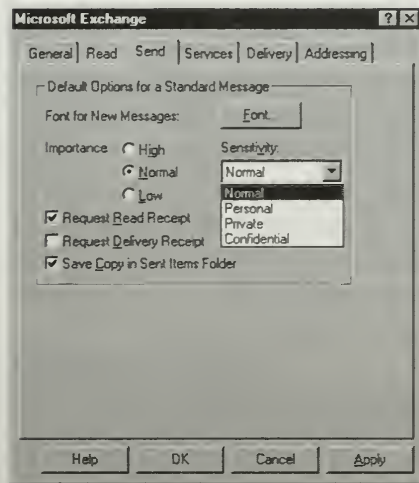 Microsoft Exchange
General Read Send Services Delivery Addressing
Default Options for a Standard Message
Font for New Messages: Font...
Importance High Sensitivity:
Normal Normal
Low Normal
Personal
Request Read Receipt Private
Request Delivery Receipt Confidential
Save Copy in Sent Items Folder
Help OK Cancel Apply